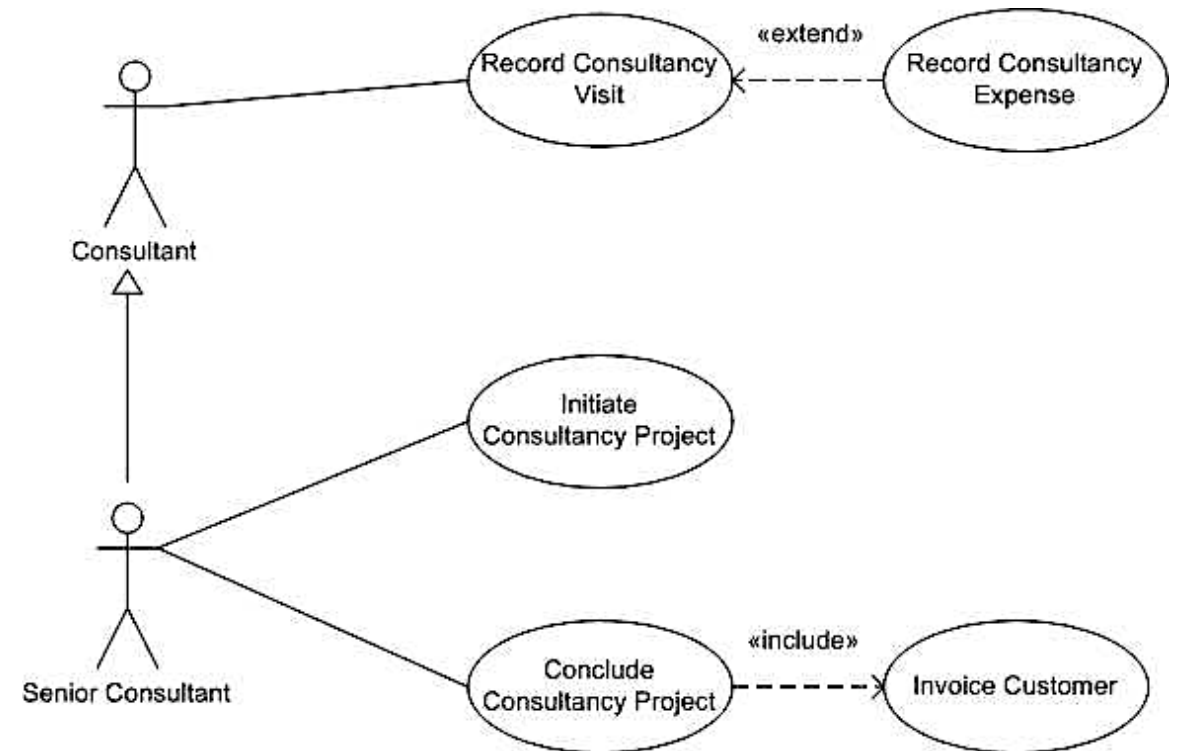 «extend»
Record Consultancy
Visit
Record Consultancy
Expense
Consultant
Initiate
Consultancy Project
«include»
Conclude
Consultancy Project
Invoice Customer
Senior Consultant